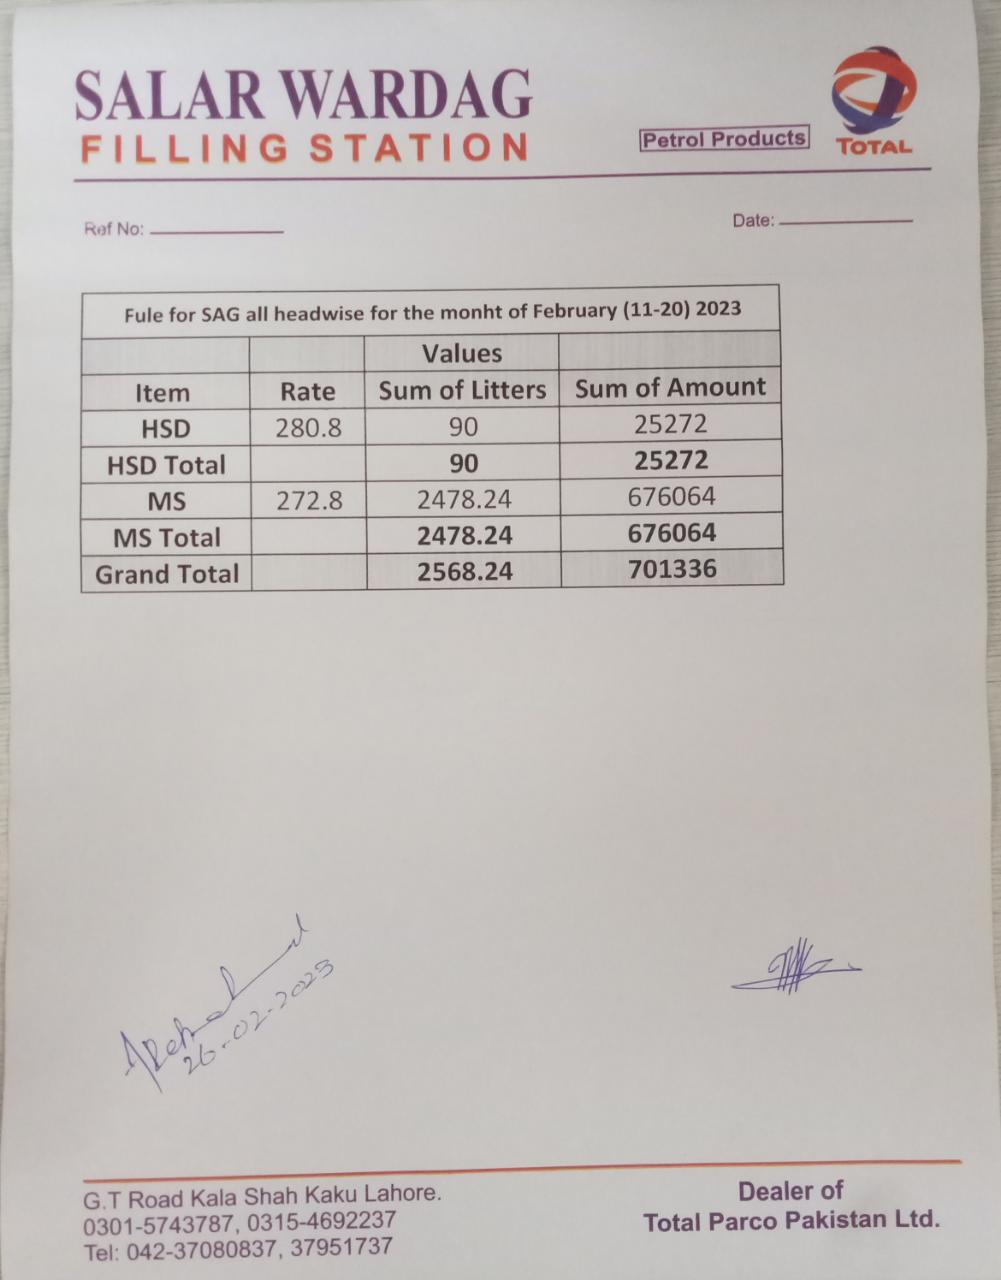 SALAR WARDAG
FILLING STATION
Petrol Products
TOTAL
Ref No:
Date:
Fule for SAG all headwise for the monht of February (11-20) 2023
Values
Item Rate Sum of Litters Sum of Amount
HSD 280.8 90 25272
HSD Total 90 25272
MS 272.8 2478.24 676064
MS Total 2478.24 676064
Grand Total 2568.24 701336
26-02-2023
G.T Road Kala Shah Kaku Lahore.
0301-5743787, 0315-4692237
Tel: 042-37080837, 37951737
Dealer of
Total Parco Pakistan Ltd.